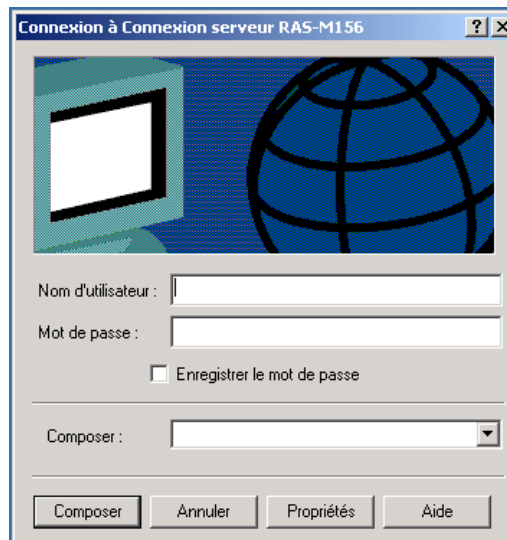 Connexion à Connexion serveur RAS-M156
Nom d'utilisateur :
Mot de passe :
Enregistrer le mot de passe
Composer :
Composer Annuler Propriétés Aide